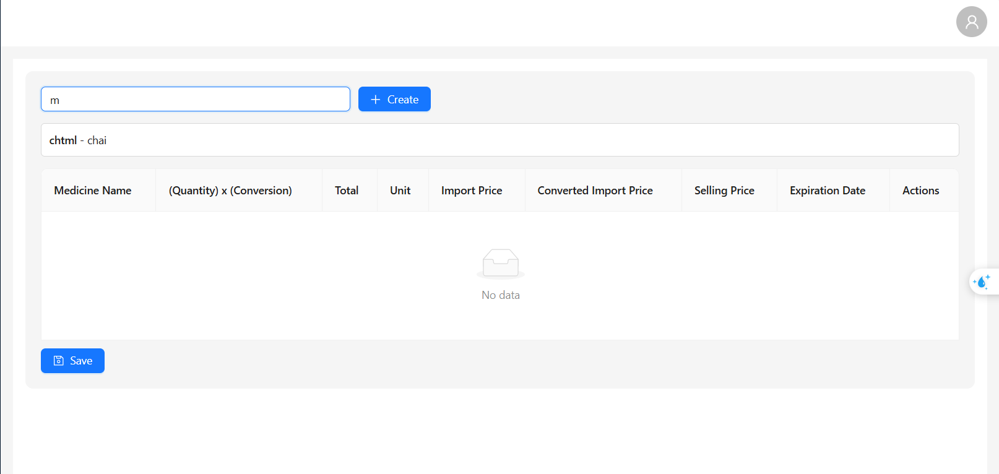 m
Create
chtml - chai
Medicine Name (Quantity) x (Conversion) Total Unit Import Price Converted Import Price Selling Price Expiration Date Actions
No data
Save